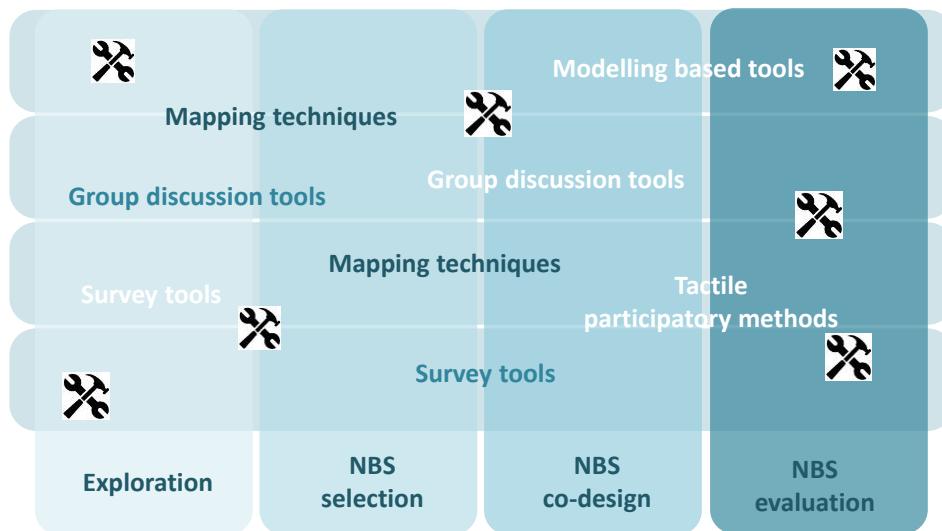 Modelling based tools
Mapping techniques
Group discussion tools
Group discussion tools
Mapping techniques
Survey tools
Tactile
participatory methods
Survey tools
Exploration
NBS
selection
NBS
co-design
NBS
evaluation